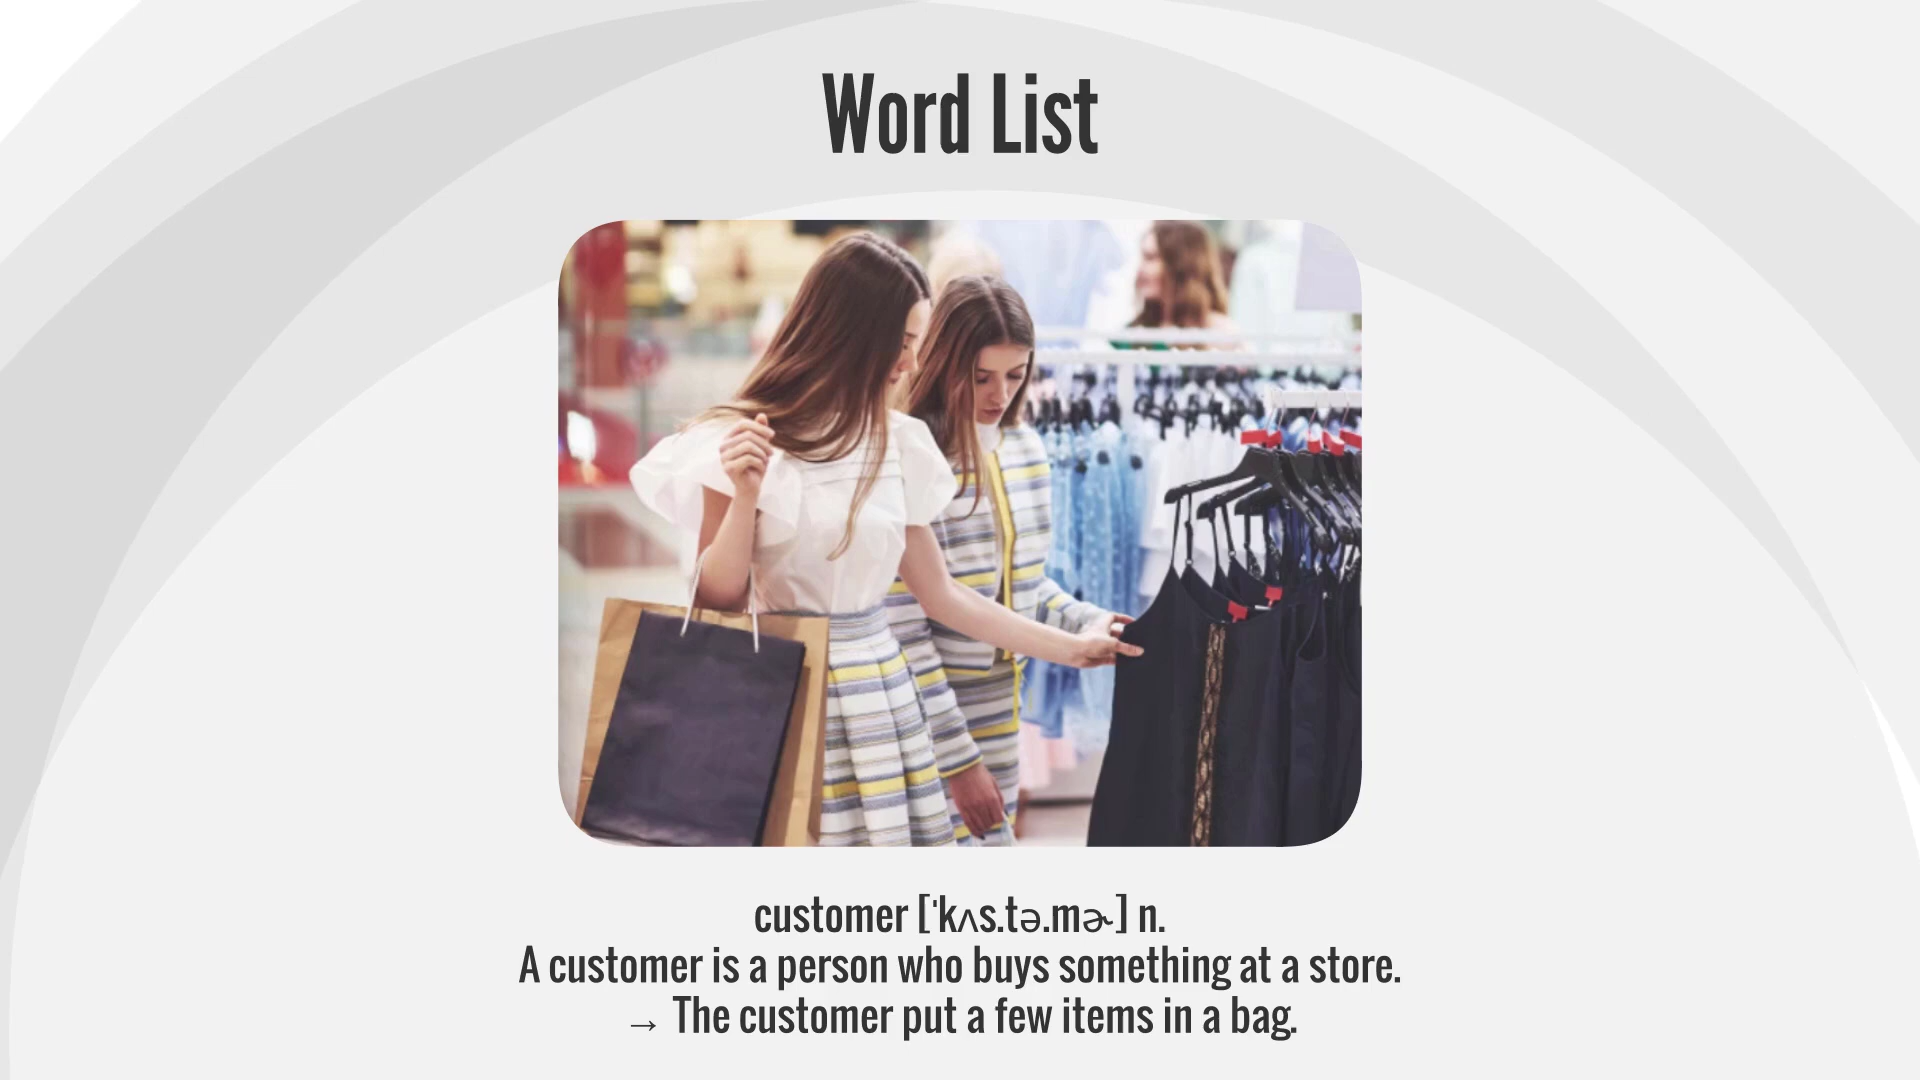 Word List
customer [ˈkʌs.tə.mɚ] n.
A customer is a person who buys something at a store.
→ The customer put a few items in a bag.